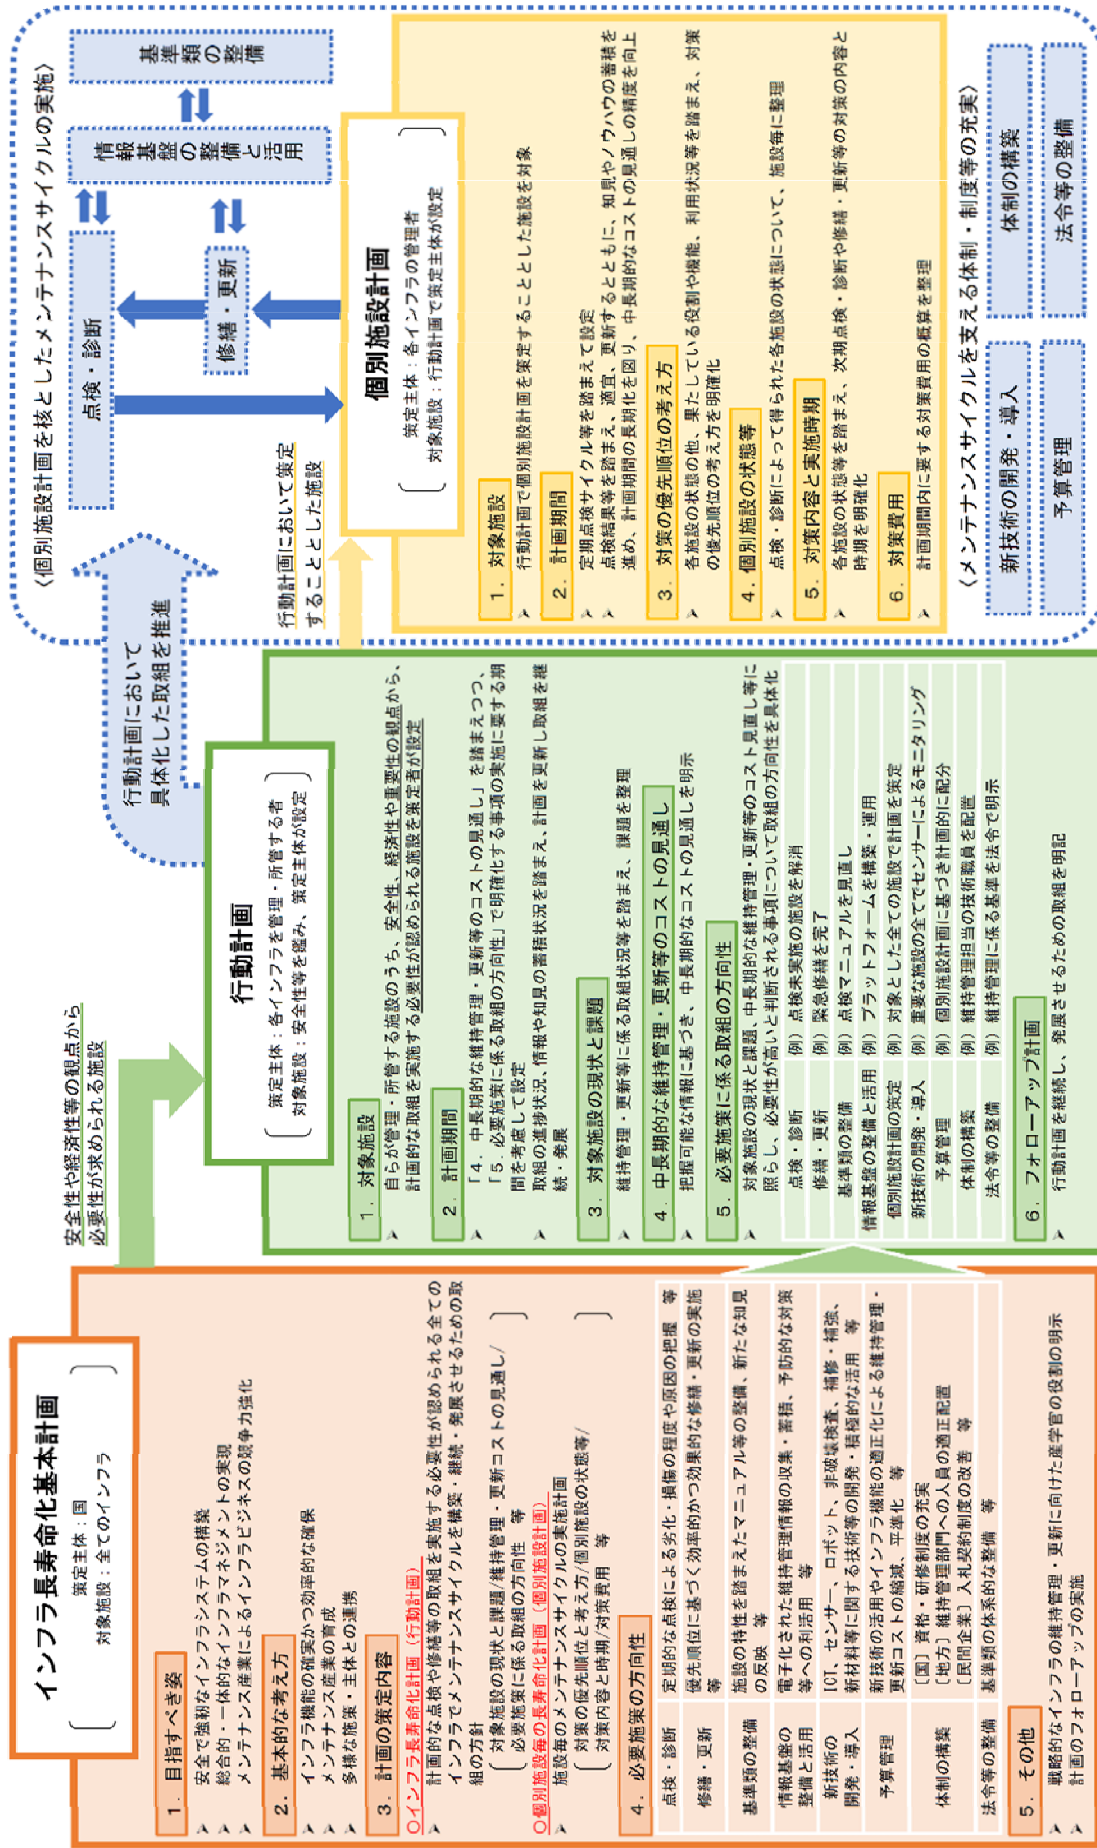 インフラ長寿命化基本計画
策定主体：国
対象施設：全てのインフラ
1．目指すべき姿
➢ 安全で強靭なインフラシステムの構築
➢ 総合的・一体的なインフラマネジメントの実現
➢ メンテナンス産業によるインフラビジネスの競争力強化
2．基本的な考え方
➢ インフラ機能の確実かつ効率的な確保
➢ メンテナンス産業の育成
➢ 多様な施策・主体との連携
3．計画の策定内容
○インフラ長寿命化計画（行動計画）
➢ 計画的な点検や修繕等の取組を実施する必要性が認められる全ての
インフラでメンテナンスサイクルを構築・継続・発展させるための取
組の方針
対象施設の現状と課題/維持管理・更新コストの見通し/
必要施策に係る取組の方向性　等
○個別施設毎の長寿命化計画（個別施設計画）
➢ 施設毎のメンテナンスサイクルの実施計画
対策の優先順位と考え方/個別施設の状態等/
対策内容と時期/対策費用　等
4．必要施策の方向性
点検・診断　定期的な点検による劣化・損傷の程度や原因の把握　等
修繕・更新　優先順位に基づく効率的かつ効果的な修繕・更新の実施
等
基準類の整備　施設の特性を踏まえたマニュアル等の整備、新たな知見
の反映　等
情報基盤の　電子化された維持管理情報の収集・蓄積、予防的な対策
整備と活用　等への利活用　等
新技術の　IOT、センサー、ロボット、非破壊検査、補修・補強、
開発・導入　新材料等に関する技術等の開発・積極的な活用　等
予算管理　新技術の活用やインフラ機能の適正化による維持管理・
更新コストの縮減、平準化　等
体制の構築　［国］資格・研修制度の充実
［地方］維持管理部門への人員の適正配置
［民間企業］入札契約制度の改善　等
法令等の整備　基準類の体系的な整備　等
5．その他
➢ 戦略的なインフラの維持管理・更新に向けた産学官の役割の明示
➢ 計画のフォローアップの実施
安全性や経済性等の観点から
必要性が求められる施設
行動計画
策定主体：各インフラを管理・所管する者
対象施設：安全性等を鑑み、策定主体が設定
1．対象施設
➢ 自らが管理・所管する施設のうち、安全性、経済性や重要性の観点から、
計画的な取組を実施する必要性が認められる施設を策定者が設定
2．計画期間
➢ 「4．中長期的な維持管理・更新等のコストの見通し」を踏まえつつ、
「5．必要施策に係る取組の方向性」で明確化する事項の実施に要する期
間を考慮して設定
➢ 取組の進捗状況、情報や知見の蓄積状況を踏まえ、計画を更新し取組を継
続・発展
3．対象施設の現状と課題
➢ 維持管理・更新等に係る取組状況等を踏まえ、課題を整理
4．中長期的な維持管理・更新等のコストの見通し
➢ 把握可能な情報に基づき、中長期的なコストの見通しを明示
5．必要施策に係る取組の方向性
➢ 対象施設の現状と課題、中長期的な維持管理・更新等のコスト見直し等に
照らし、必要性が高いと判断される事項について取組の方向性を具体化
点検・診断　（例）点検未実施の施設を解消
修繕・更新　（例）緊急修繕を完了
基準類の整備　（例）点検マニュアルを見直し
情報基盤の整備と活用　（例）プラットフォームを構築・運用
個別施設計画の策定　（例）対象とした全ての施設で計画を策定
新技術の開発・導入　（例）重要な施設の全てでセンサーによるモニタリング
予算管理　（例）個別施設計画に基づき計画的に配分
体制の構築　（例）維持管理担当の技術職員を配置
法令等の整備　（例）維持管理に係る基準を法令で明示
6．フォローアップ計画
➢ 行動計画を継続し、発展させるための取組を明記
行動計画において
具体化した取組を推進
〈個別施設計画を核としたメンテナンスサイクルの実施〉
点検・診断
修繕・更新
情報
基盤の整備と活用
基準
類の整備
行動計画において策定
することとした施設
個別施設計画
策定主体：各インフラの管理者
対象施設：行動計画で策定主体が設定
1．対象施設
➢ 行動計画で個別施設計画を策定することとした施設を対象
2．計画期間
➢ 定期点検サイクル等を踏まえて設定
➢ 点検結果等を踏まえ、適宜、更新するとともに、知見やノウハウの蓄積を
進め、計画期間の長期化を図り、中長期的なコストの見通しの精度を向上
3．対策の優先順位の考え方
➢ 各施設の状態の他、果たしている役割や機能、利用状況等を踏まえ、対策
の優先順位の考え方を明確化
4．個別施設の状態等
➢ 点検・診断によって得られた各施設の状態について、施設毎に整理
5．対策内容と実施時期
➢ 各施設の状態等を踏まえ、次期点検・診断や修繕・更新等の対策の内容と
時期を明確化
6．対策費用
➢ 計画期間内に要する対策費用の概算を整理
〈メンテナンスサイクルを支える体制・制度等の充実〉
新技術の開発・導入
体制の構築
予算管理
法令等の整備